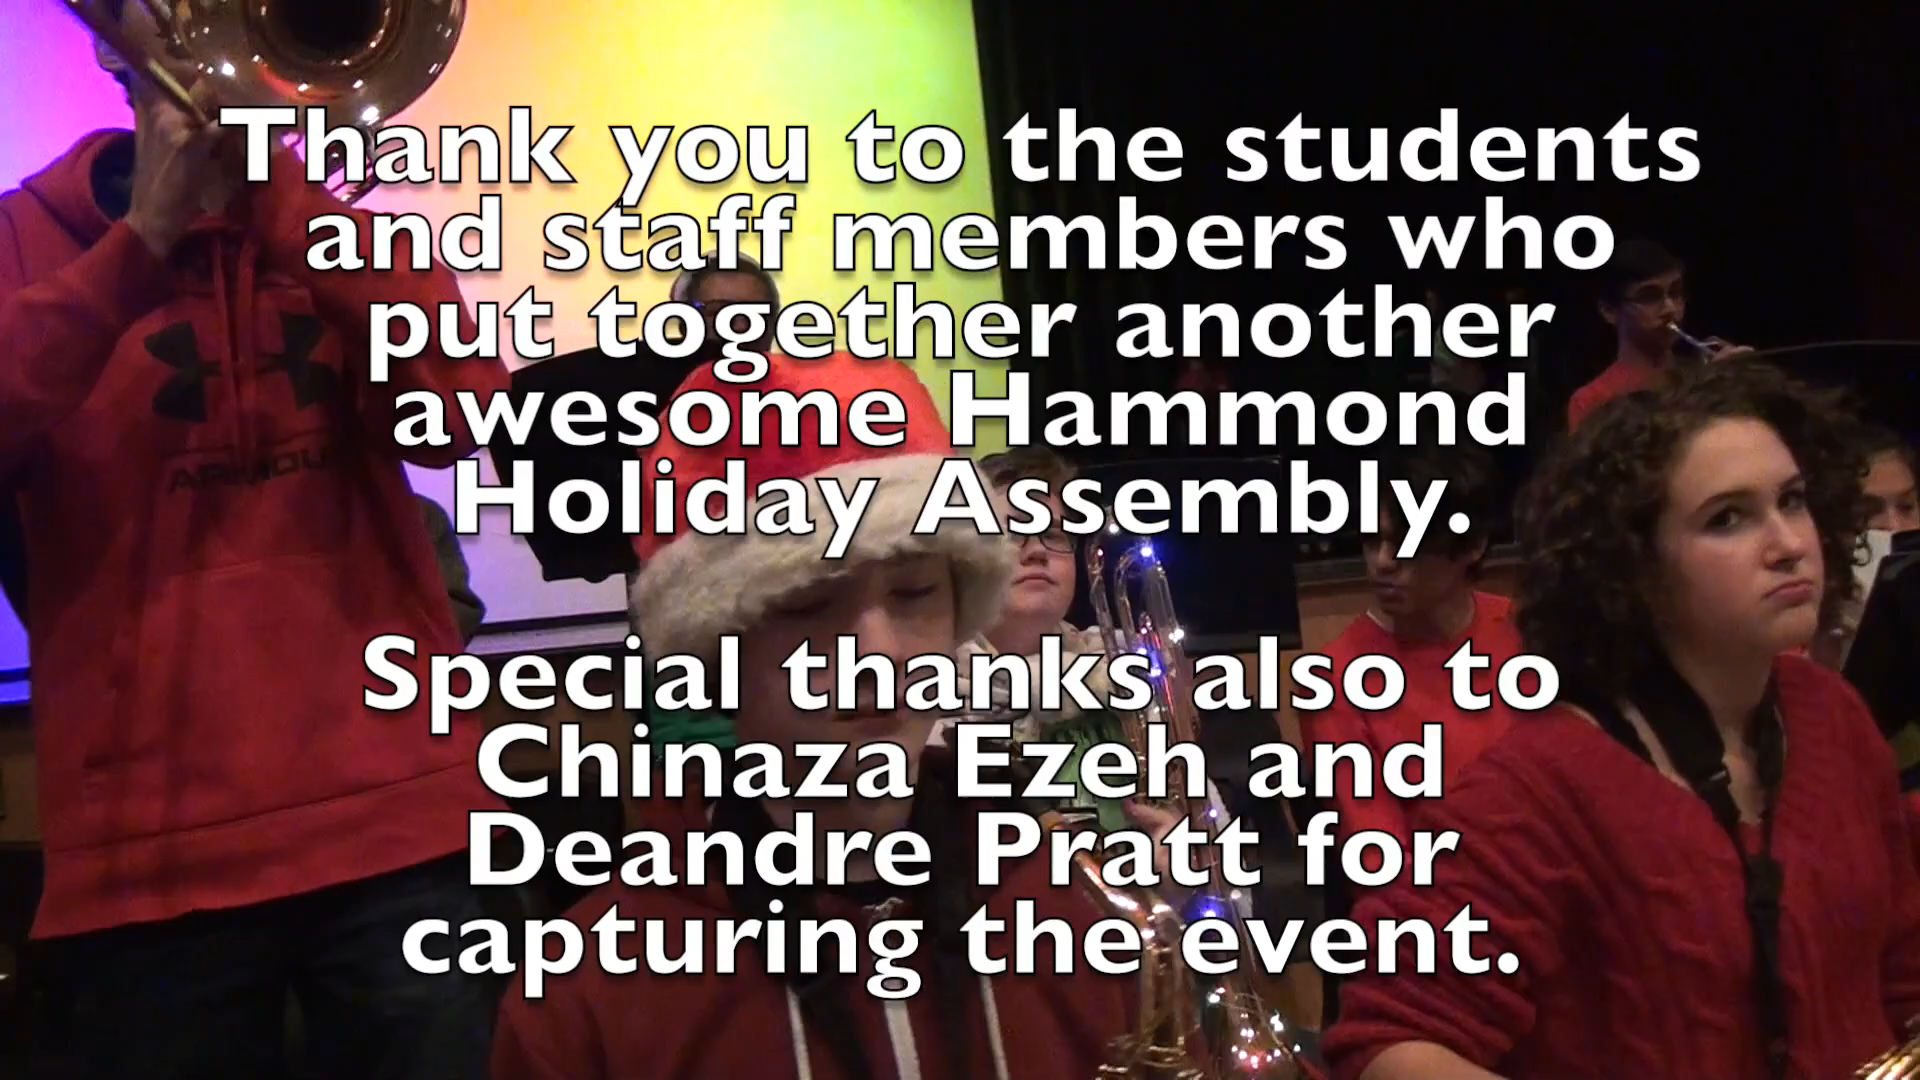 Thank you to the students
and staff members who
put together another
awesome Hammond
Holiday Assembly.
Special thanks also to
Chinaza Ezeh and
Deandre Pratt for
capturing the event.